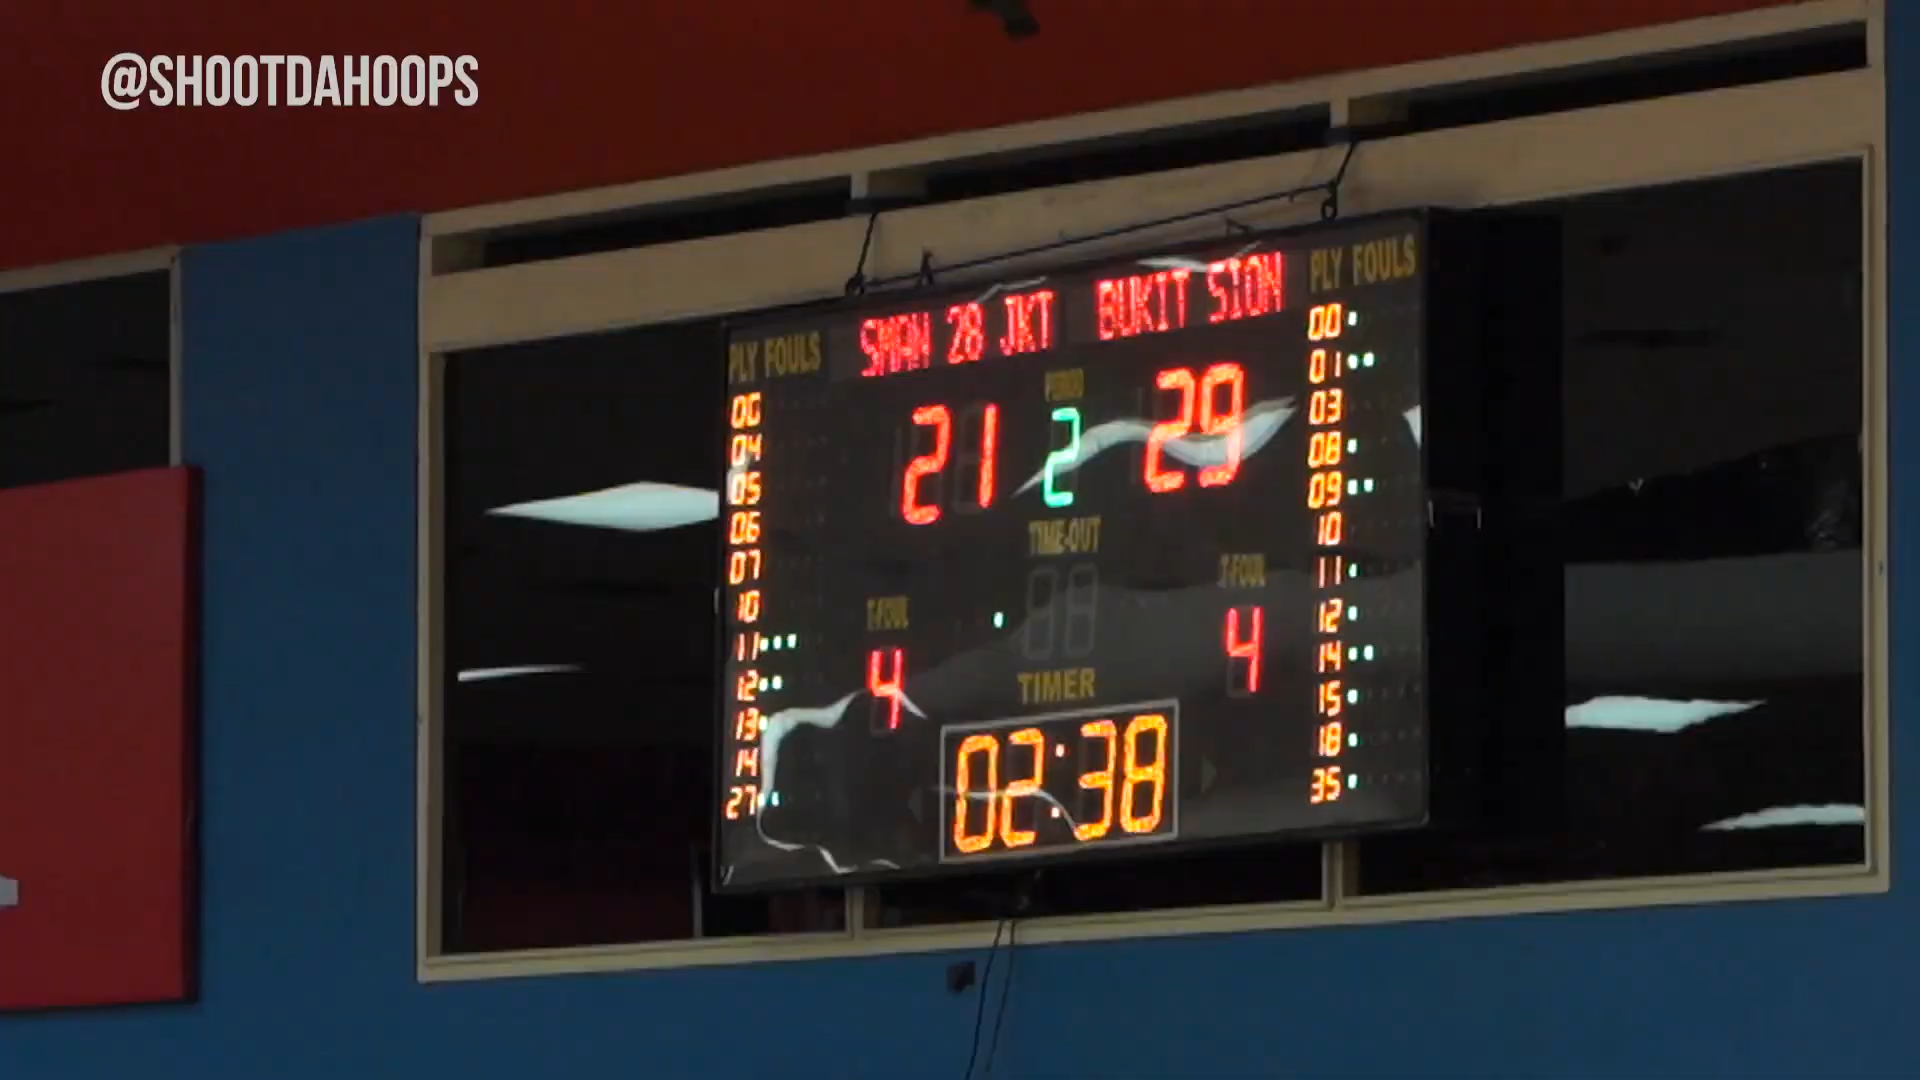 @SHOOTDAHOOPS
SMAN 28 JKT BUKIT SION
PLY FOULS
PLY FOULS
PERIOD
21 2 29
TIME-OUT
T-FOUL
T-FOUL
4
4
TIMER
02:38
00
04
05
06
07
10
11
12
13
14
27
00
01
03
08
09
10
11
12
14
15
18
35